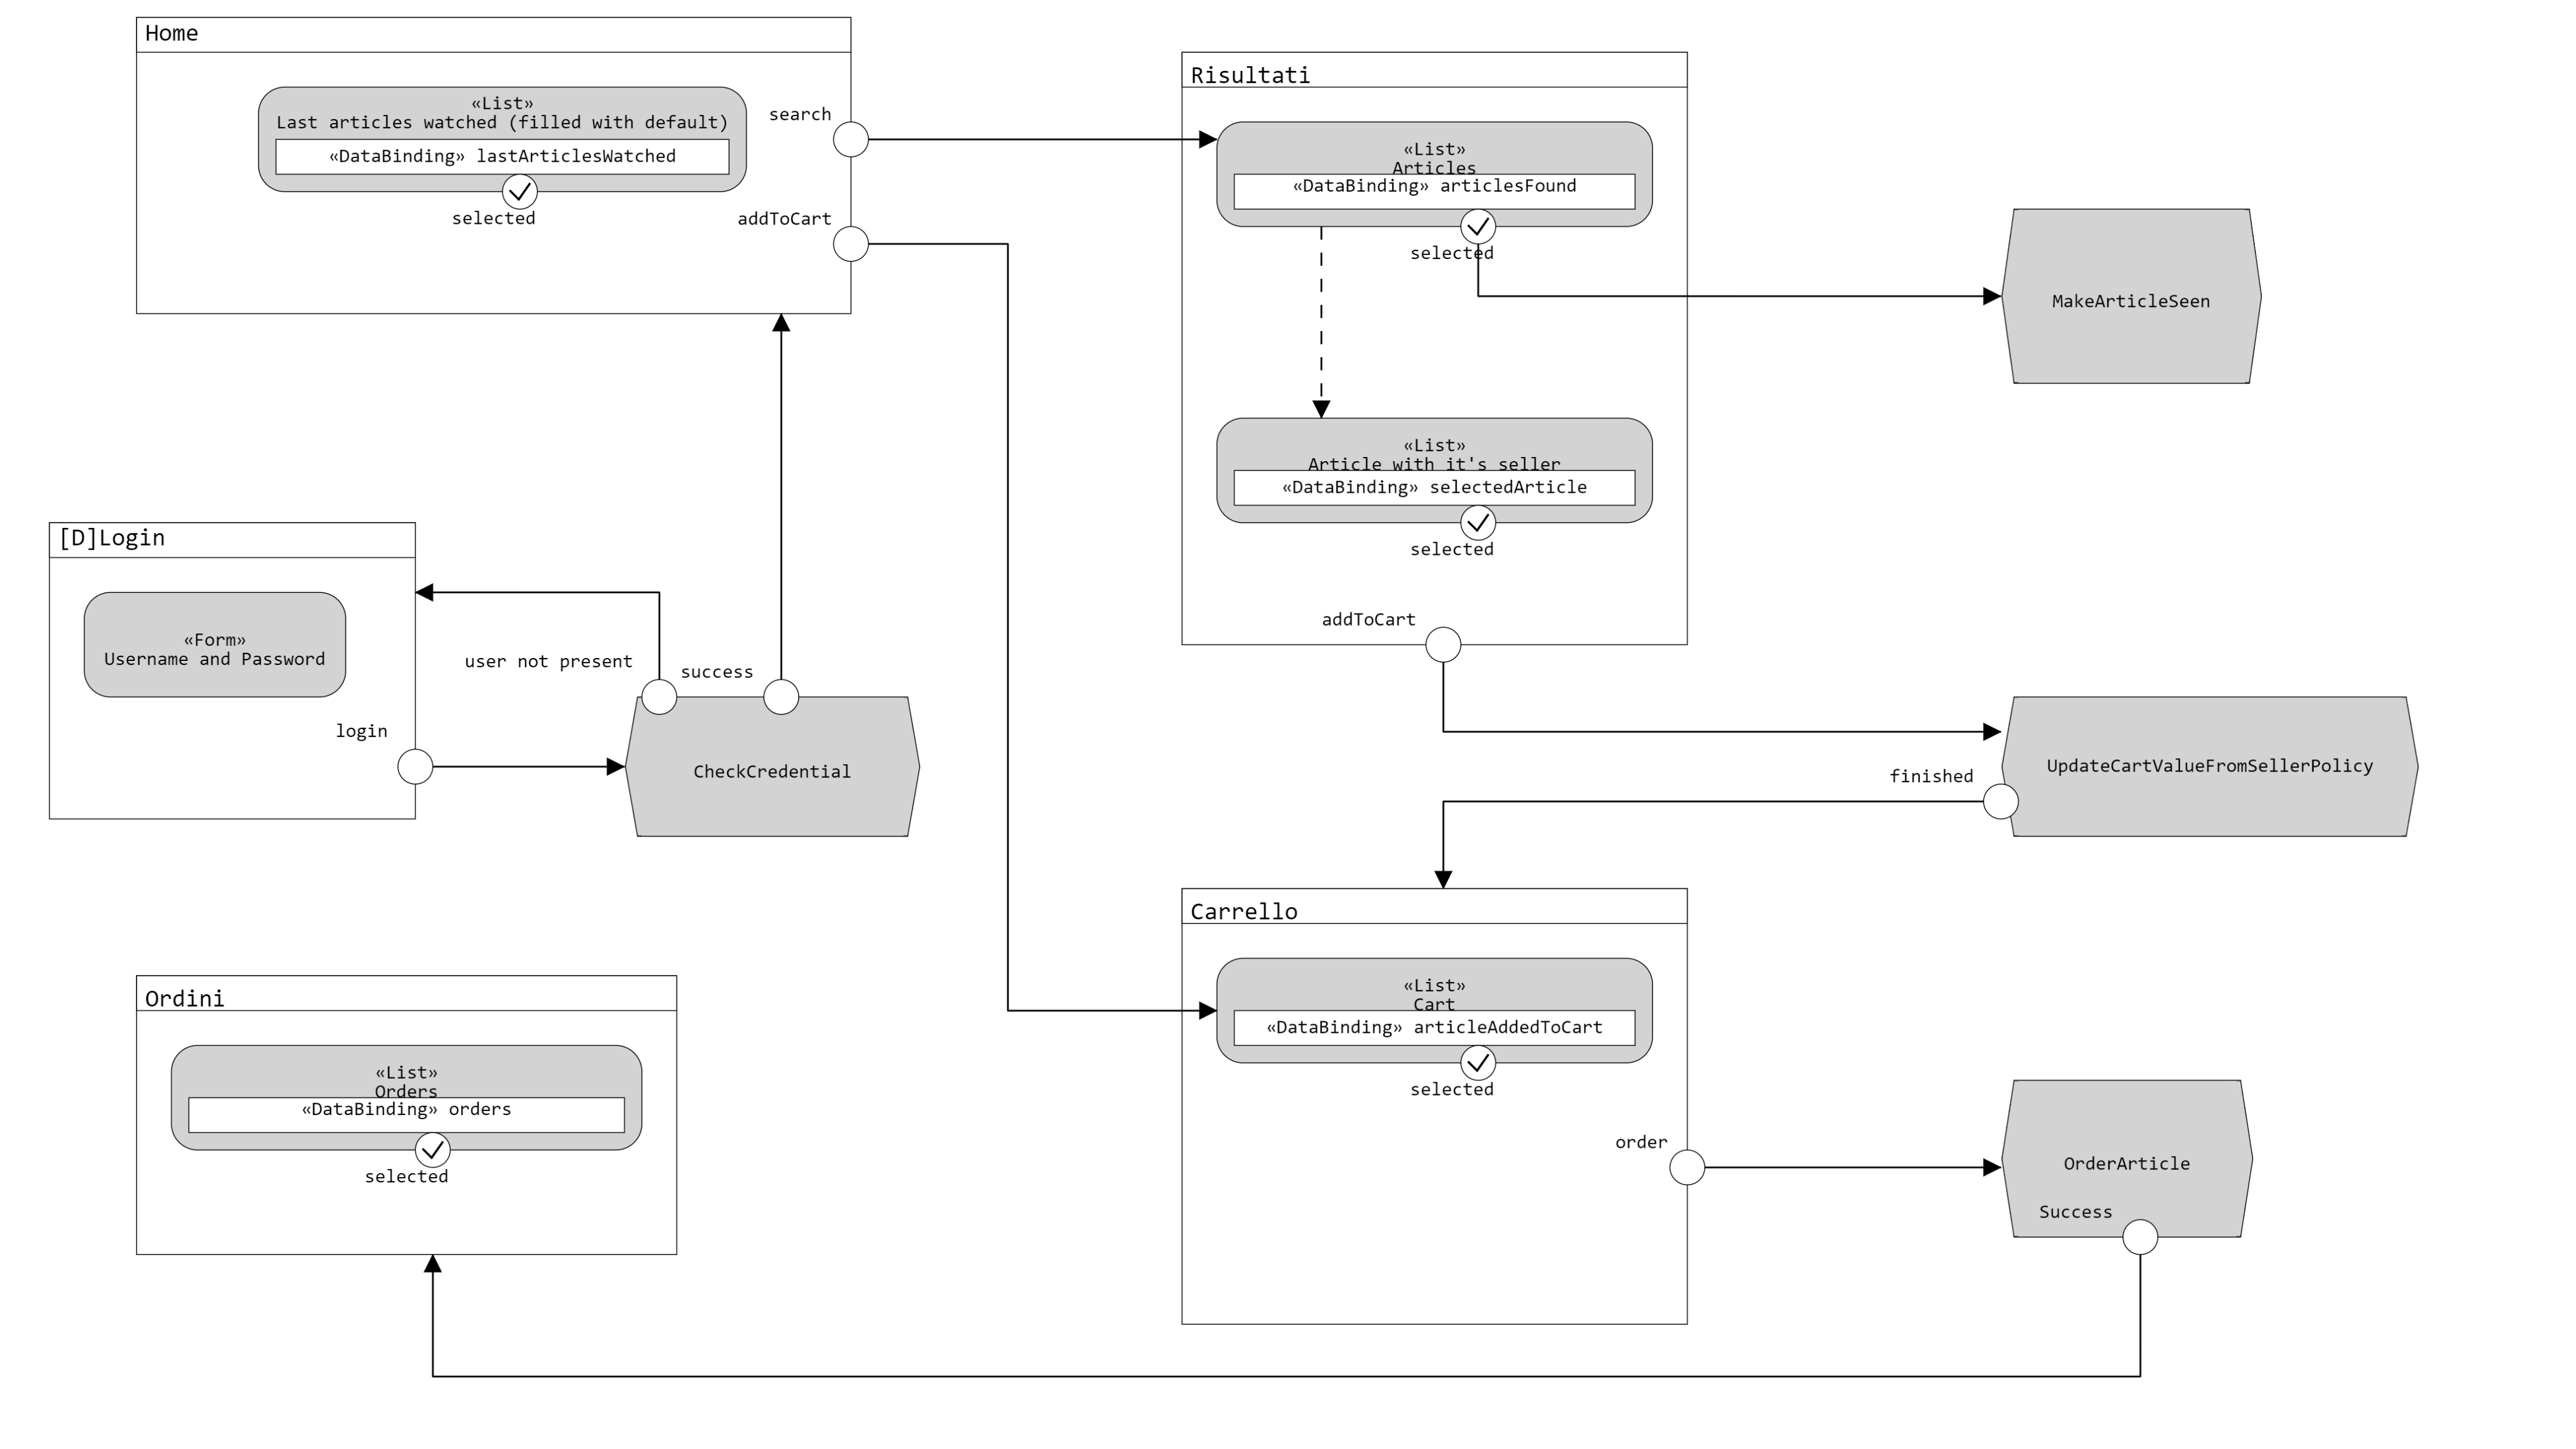 Home
«List»
Last articles watched (filled with default)
«DataBinding» lastArticlesWatched
selected
search
addToCart
Risultati
«List»
Articles
«DataBinding» articlesFound
selected
MakeArticleSeen
«List»
Article with it's seller
«DataBinding» selectedArticle
selected
addToCart
[D]Login
«Form»
Username and Password
login
user not present
success
CheckCredential
UpdateCartValueFromSellerPolicy
finished
Carrello
«List»
Cart
«DataBinding» articleAddedToCart
selected
order
Ordini
«List»
Orders
«DataBinding» orders
selected
OrderArticle
Success